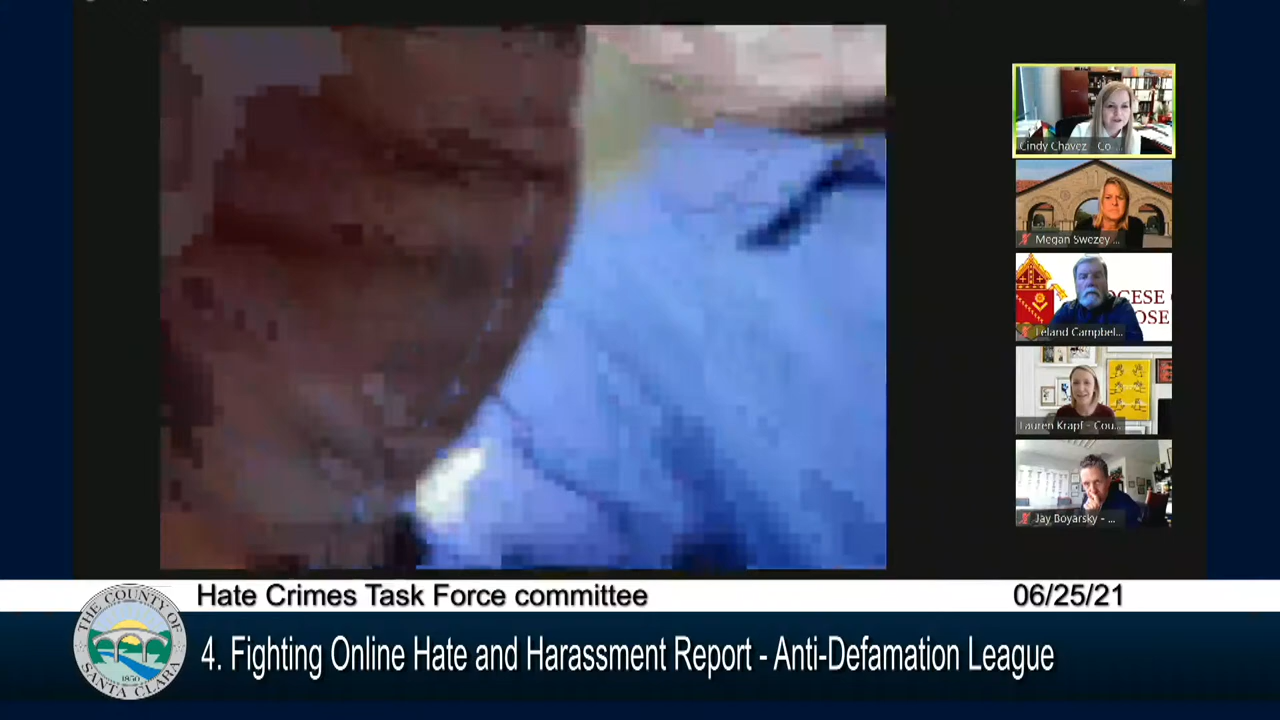 Cindy Chavez - Co...
Megan Swezey ...
Leland Campbel...
Lauren Krapf - Cou...
Jay Boyarsky - ...
Hate Crimes Task Force committee
06/25/21
THE COUNTY OF
SANTA CLARA
1850
4. Fighting Online Hate and Harassment Report - Anti-Defamation League